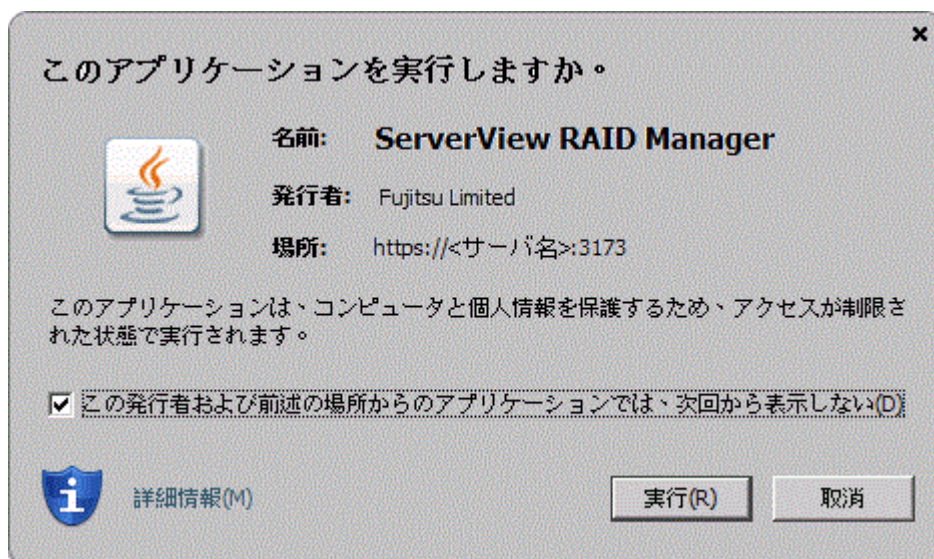 このアプリケーションを実行しますか。
名前: ServerView RAID Manager
発行者: Fujitsu Limited
場所: https://<サーバ名>:3173
このアプリケーションは、コンピュータと個人情報を保護するため、アクセスが制限さ
れた状態で実行されます。
この発行者および前述の場所からのアプリケーションでは、次回から表示しない(D)
詳細情報(M)
実行(R)
取消